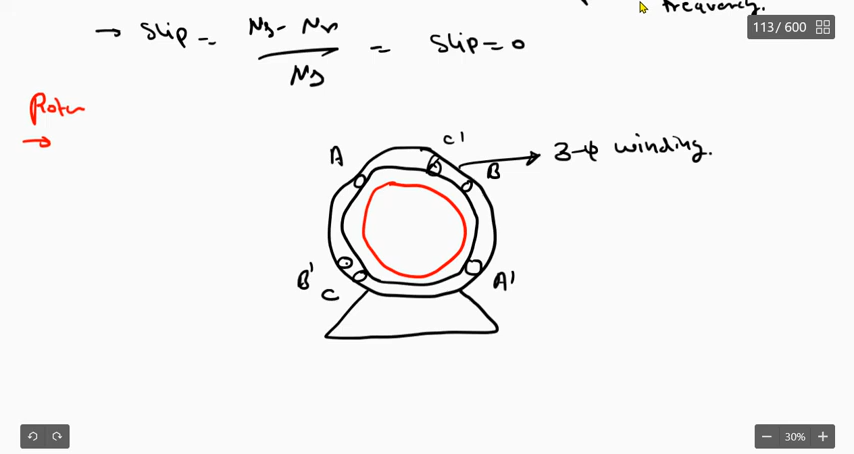 frequency.
113 / 600
→ Slip = Ns - Nr / Ns = Slip = 0
Rotor
→
C'
A
B → 3-φ winding.
B'
C
A'
30%